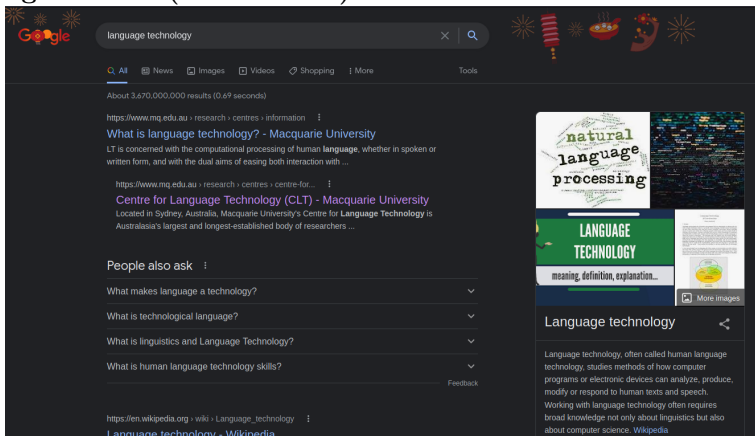 Google
language technology
All News Images Videos Shopping More Tools
About 3,670,000,000 results (0.69 seconds)
https://www.mq.edu.au › research › centres › information
What is language technology? - Macquarie University
LT is concerned with the computational processing of human language, whether in spoken or
written form, and with the dual aims of easing both interaction with ...
https://www.mq.edu.au › research › centres › centre-for...
Centre for Language Technology (CLT) - Macquarie University
Located in Sydney, Australia, Macquarie University's Centre for Language Technology is
Australasia's largest and longest-established body of researchers ...
People also ask
What makes language a technology?
What is technological language?
What is linguistics and Language Technology?
What is human language technology skills?
Feedback
https://en.wikipedia.org › wiki › Language_technology
Language technology - Wikipedia
natural
language
processing
LANGUAGE
TECHNOLOGY
meaning, definition, explanation...
More images
Language technology
Language technology, often called human language
technology, studies methods of how computer
programs or electronic devices can analyze, produce,
modify or respond to human texts and speech.
Working with language technology often requires
broad knowledge not only about linguistics but also
about computer science. Wikipedia